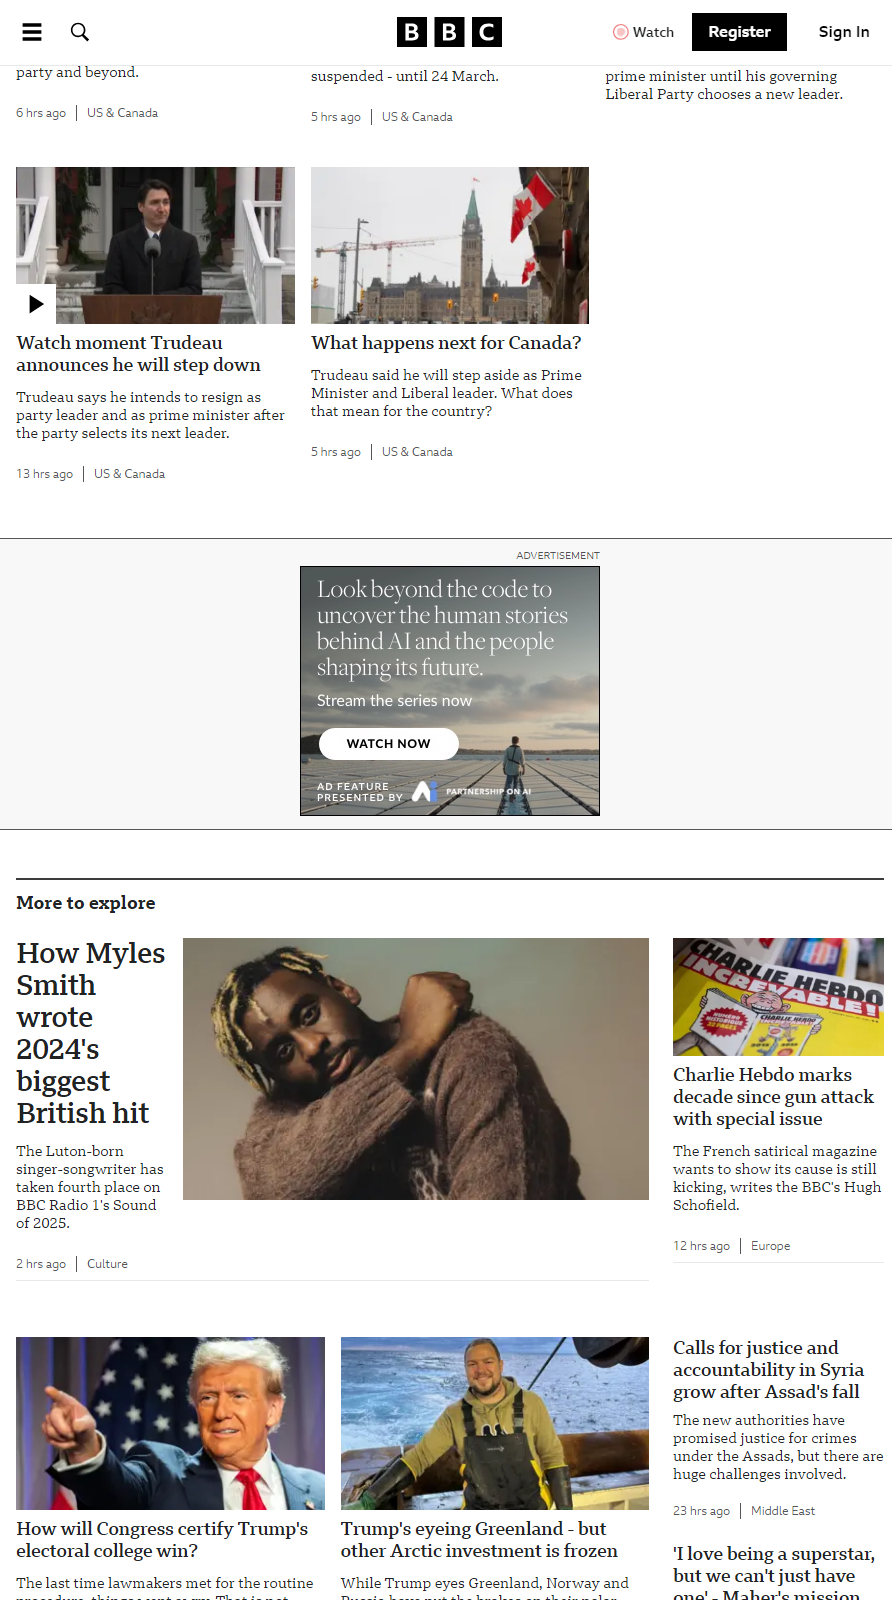 BBC
Watch
Register
Sign In
party and beyond.
6 hrs ago | US & Canada
suspended - until 24 March.
5 hrs ago | US & Canada
prime minister until his governing
Liberal Party chooses a new leader.
Watch moment Trudeau
announces he will step down
Trudeau says he intends to resign as
party leader and as prime minister after
the party selects its next leader.
13 hrs ago | US & Canada
What happens next for Canada?
Trudeau said he will step aside as Prime
Minister and Liberal leader. What does
that mean for the country?
5 hrs ago | US & Canada
ADVERTISEMENT
Look beyond the code to
uncover the human stories
behind AI and the people
shaping its future.
Stream the series now
WATCH NOW
AD FEATURE
PRESENTED BY
AI PARTNERSHIP ON AI
More to explore
How Myles
Smith
wrote
2024's
biggest
British hit
The Luton-born
singer-songwriter has
taken fourth place on
BBC Radio 1's Sound
of 2025.
2 hrs ago | Culture
CHARLIE HEBDO
INCREVABLE!
NUMÉRO
HISTORIQUE
32 PAGES
CHARLIE HEBDO
Charlie Hebdo marks
decade since gun attack
with special issue
The French satirical magazine
wants to show its cause is still
kicking, writes the BBC's Hugh
Schofield.
12 hrs ago | Europe
How will Congress certify Trump's
electoral college win?
The last time lawmakers met for the routine
Trump's eyeing Greenland - but
other Arctic investment is frozen
While Trump eyes Greenland, Norway and
Calls for justice and
accountability in Syria
grow after Assad's fall
The new authorities have
promised justice for crimes
under the Assads, but there are
huge challenges involved.
23 hrs ago | Middle East
'I love being a superstar,
but we can't just have
one' - Maher's mission